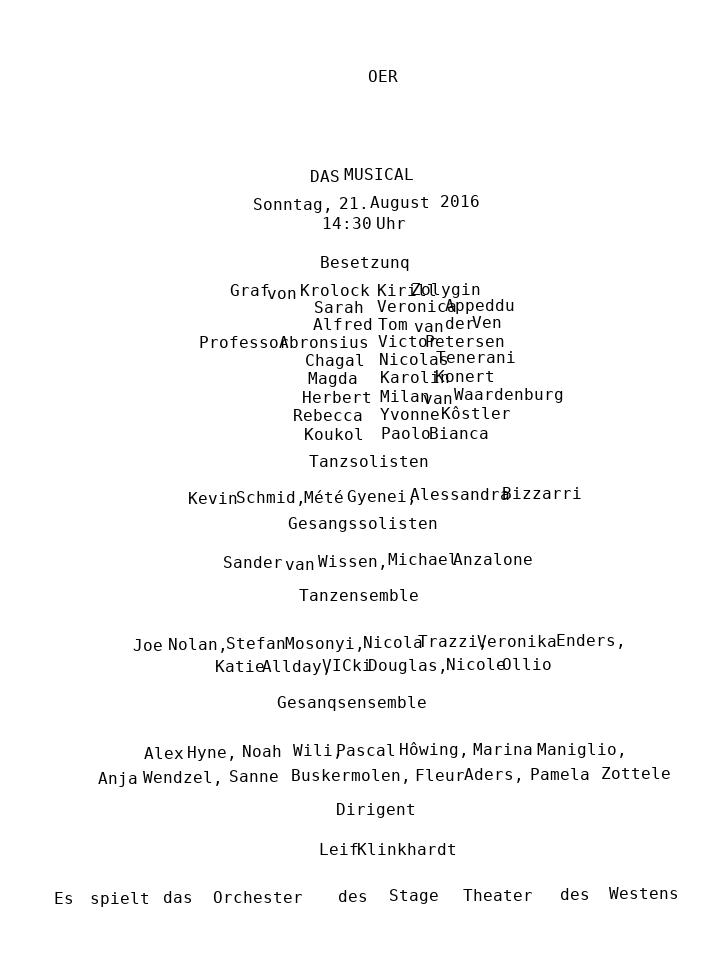 OER
DAS MUSICAL
Sonntag, 21. August 2016
14:30 Uhr
Besetzunq
Graf von Krolock Kirill Zolygin
Sarah Veronica Appeddu
Alfred Tom van der Ven
Professor Abronsius Victor Petersen
Chagal Nicolas Tenerani
Magda Karolin Konert
Herbert Milan van Waardenburg
Rebecca Yvonne Kôstler
Koukol Paolo Bianca
Tanzsolisten
Kevin Schmid, Mété Gyenei, Alessandra Bizzarri
Gesangssolisten
Sander van Wissen, Michael Anzalone
Tanzensemble
Joe Nolan, Stefan Mosonyi, Nicola Trazzi, Veronika Enders,
Katie Allday, VICki Douglas, Nicole Ollio
Gesanqsensemble
Alex Hyne, Noah Wili, Pascal Hôwing, Marina Maniglio,
Anja Wendzel, Sanne Buskermolen, Fleur Aders, Pamela Zottele
Dirigent
Leif Klinkhardt
Es spielt das Orchester des Stage Theater des Westens